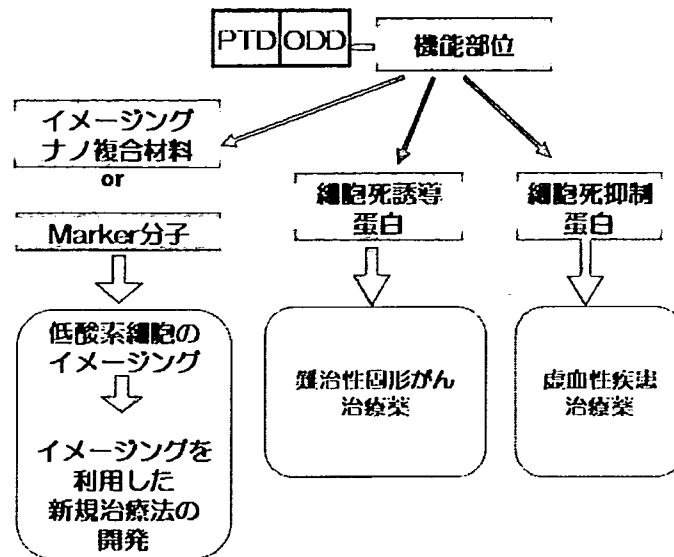 PTD ODD 機能部位
イメージング
ナノ複合材料
or
Marker分子
細胞死誘導
蛋白
細胞死抑制
蛋白
低酸素細胞の
イメージング
イメージングを
利用した
新規治療法の
開発
難治性固形がん
治療薬
虚血性疾患
治療薬